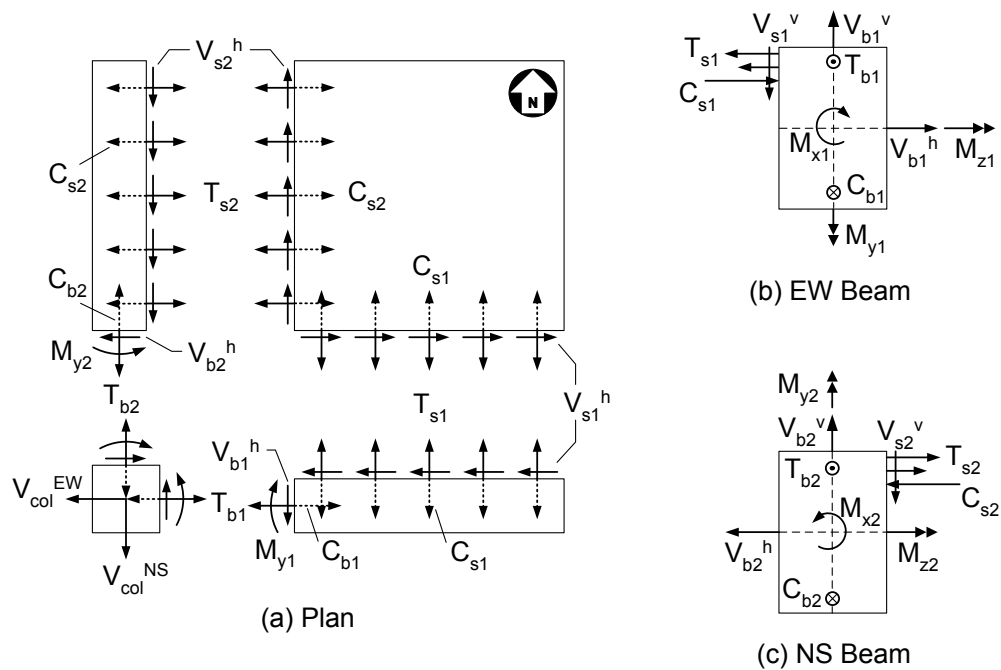 V_s2^h
N
C_s2
T_s2
C_s2
C_b2
C_s1
M_y2
V_b2^h
T_b2
T_s1
V_s1^h
V_b1^h
V_col^EW
T_b1
M_y1
C_b1
C_s1
V_col^NS
(a) Plan
V_s1^v
V_b1^v
T_s1
T_b1
C_s1
M_x1
V_b1^h
M_z1
C_b1
M_y1
(b) EW Beam
M_y2
V_b2^v
V_s2^v
T_b2
T_s2
C_s2
M_x2
V_b2^h
M_z2
C_b2
(c) NS Beam